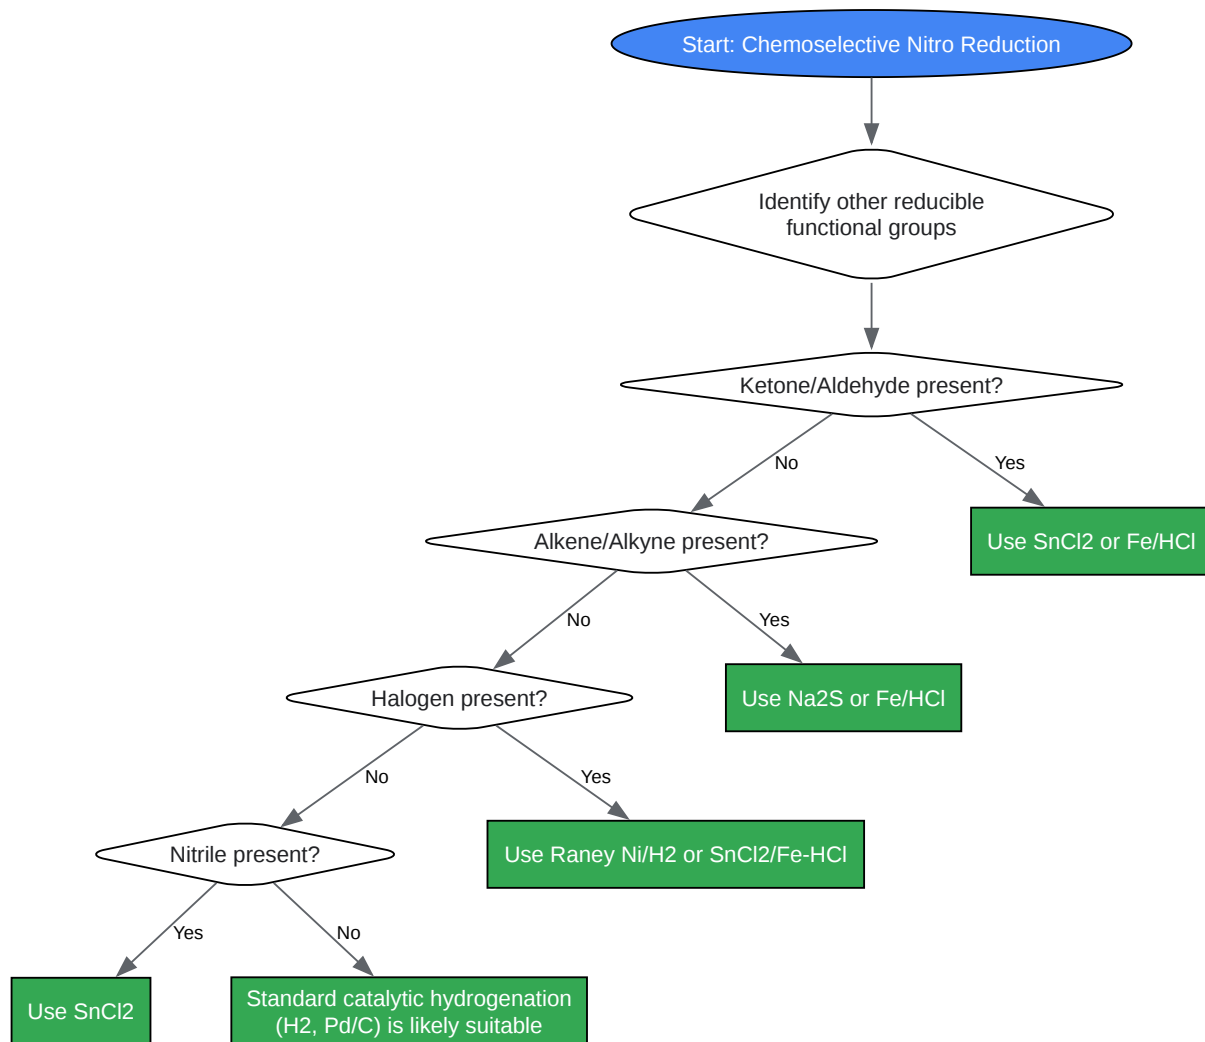 Start: Chemoselective Nitro Reduction
Identify other reducible
functional groups
Ketone/Aldehyde present?
No
Yes
Alkene/Alkyne present?
Use SnCl2 or Fe/HCl
No
Yes
Halogen present?
Use Na2S or Fe/HCl
No
Yes
Nitrile present?
Use Raney Ni/H2 or SnCl2/Fe-HCl
Yes
No
Use SnCl2
Standard catalytic hydrogenation
(H2, Pd/C) is likely suitable